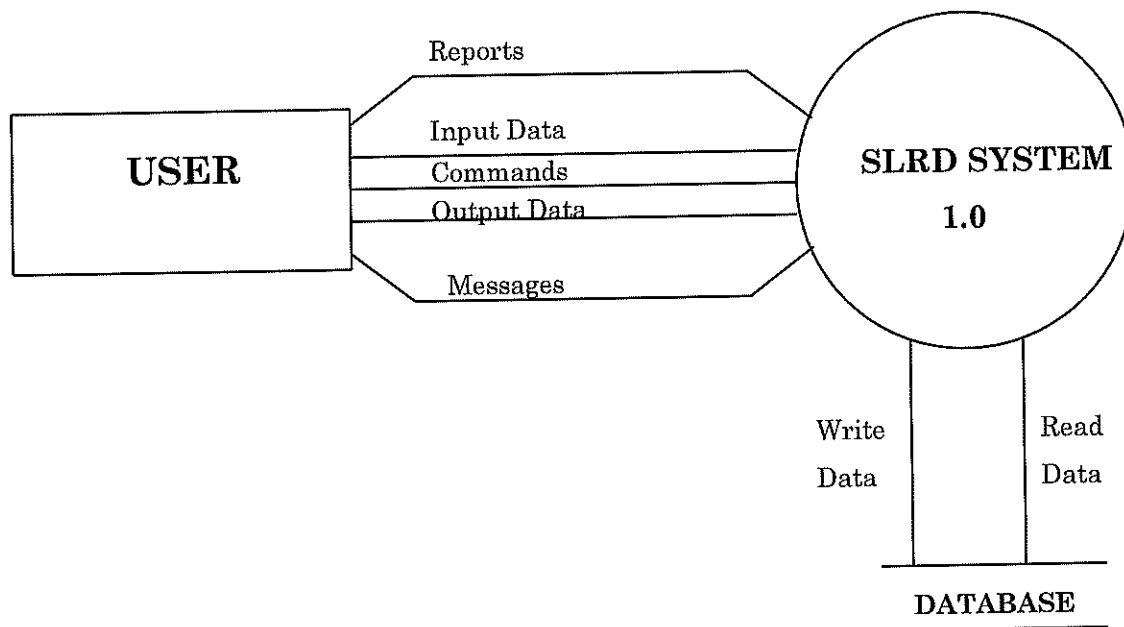 Reports
Input Data
USER
SLRD SYSTEM
Commands
1.0
Output Data
Messages
Write
Read
Data
Data
DATABASE